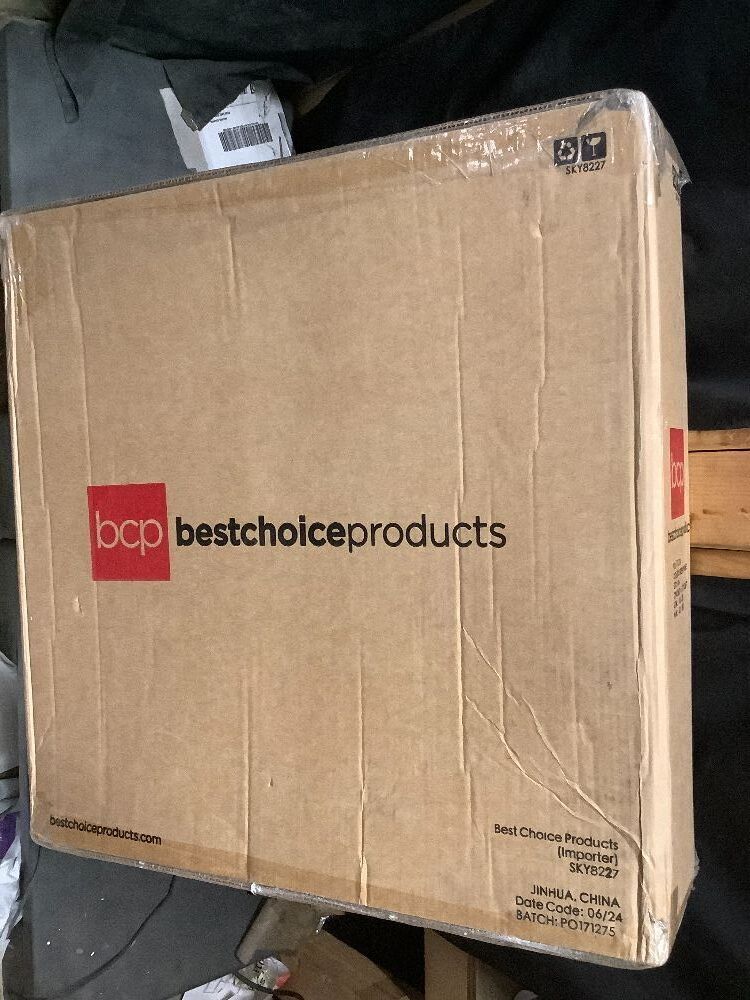 SKY8227
bcp bestchoiceproducts
bcp
bestchoiceproducts.com
Best Choice Products
(Importer)
SKY8227
JINHUA, CHINA
Date Code: 06/24
BATCH: PO171275